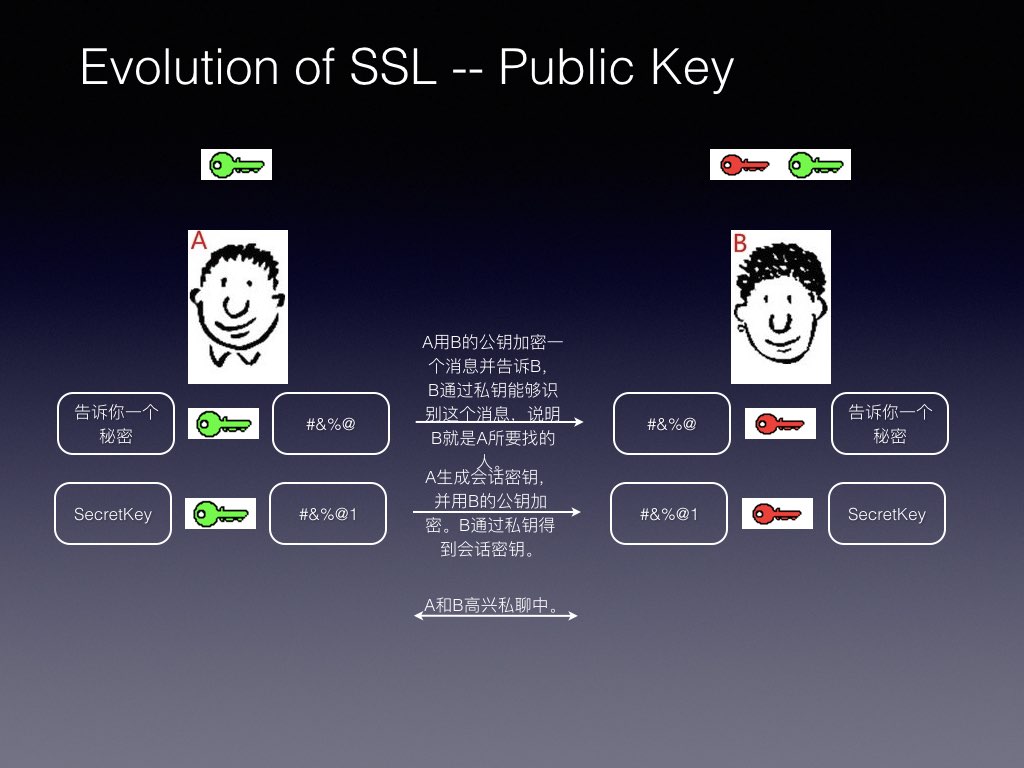 Evolution of SSL -- Public Key
A
B
A用B的公钥加密一
个消息并告诉B，
B通过私钥能够识
别这个消息，说明
B就是A所要找的
人。
告诉你一个
秘密
#&%@
#&%@
告诉你一个
秘密
A生成会话密钥，
并用B的公钥加
密。B通过私钥得
到会话密钥。
SecretKey
#&%@1
#&%@1
SecretKey
A和B高兴私聊中。